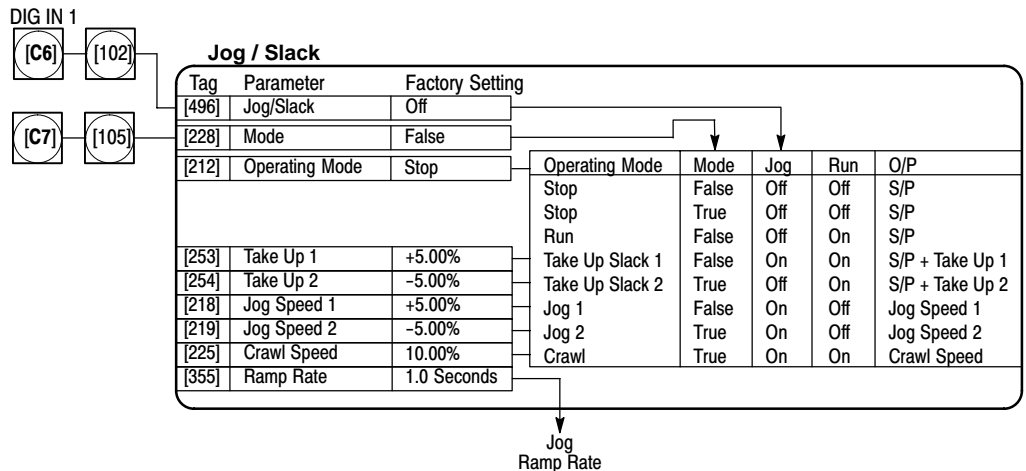 DIG IN 1
[C6] [102]
Jog / Slack
Tag Parameter Factory Setting
[496] Jog/Slack Off
[C7] [105]
[228] Mode False
[212] Operating Mode Stop
Operating Mode Mode Jog Run O/P
Stop False Off Off S/P
Stop True Off Off S/P
Run False Off On S/P
[253] Take Up 1 +5.00% Take Up Slack 1 False On On S/P + Take Up 1
[254] Take Up 2 −5.00% Take Up Slack 2 True Off On S/P + Take Up 2
[218] Jog Speed 1 +5.00% Jog 1 False On Off Jog Speed 1
[219] Jog Speed 2 −5.00% Jog 2 True On Off Jog Speed 2
[225] Crawl Speed 10.00% Crawl True On On Crawl Speed
[355] Ramp Rate 1.0 Seconds
Jog
Ramp Rate